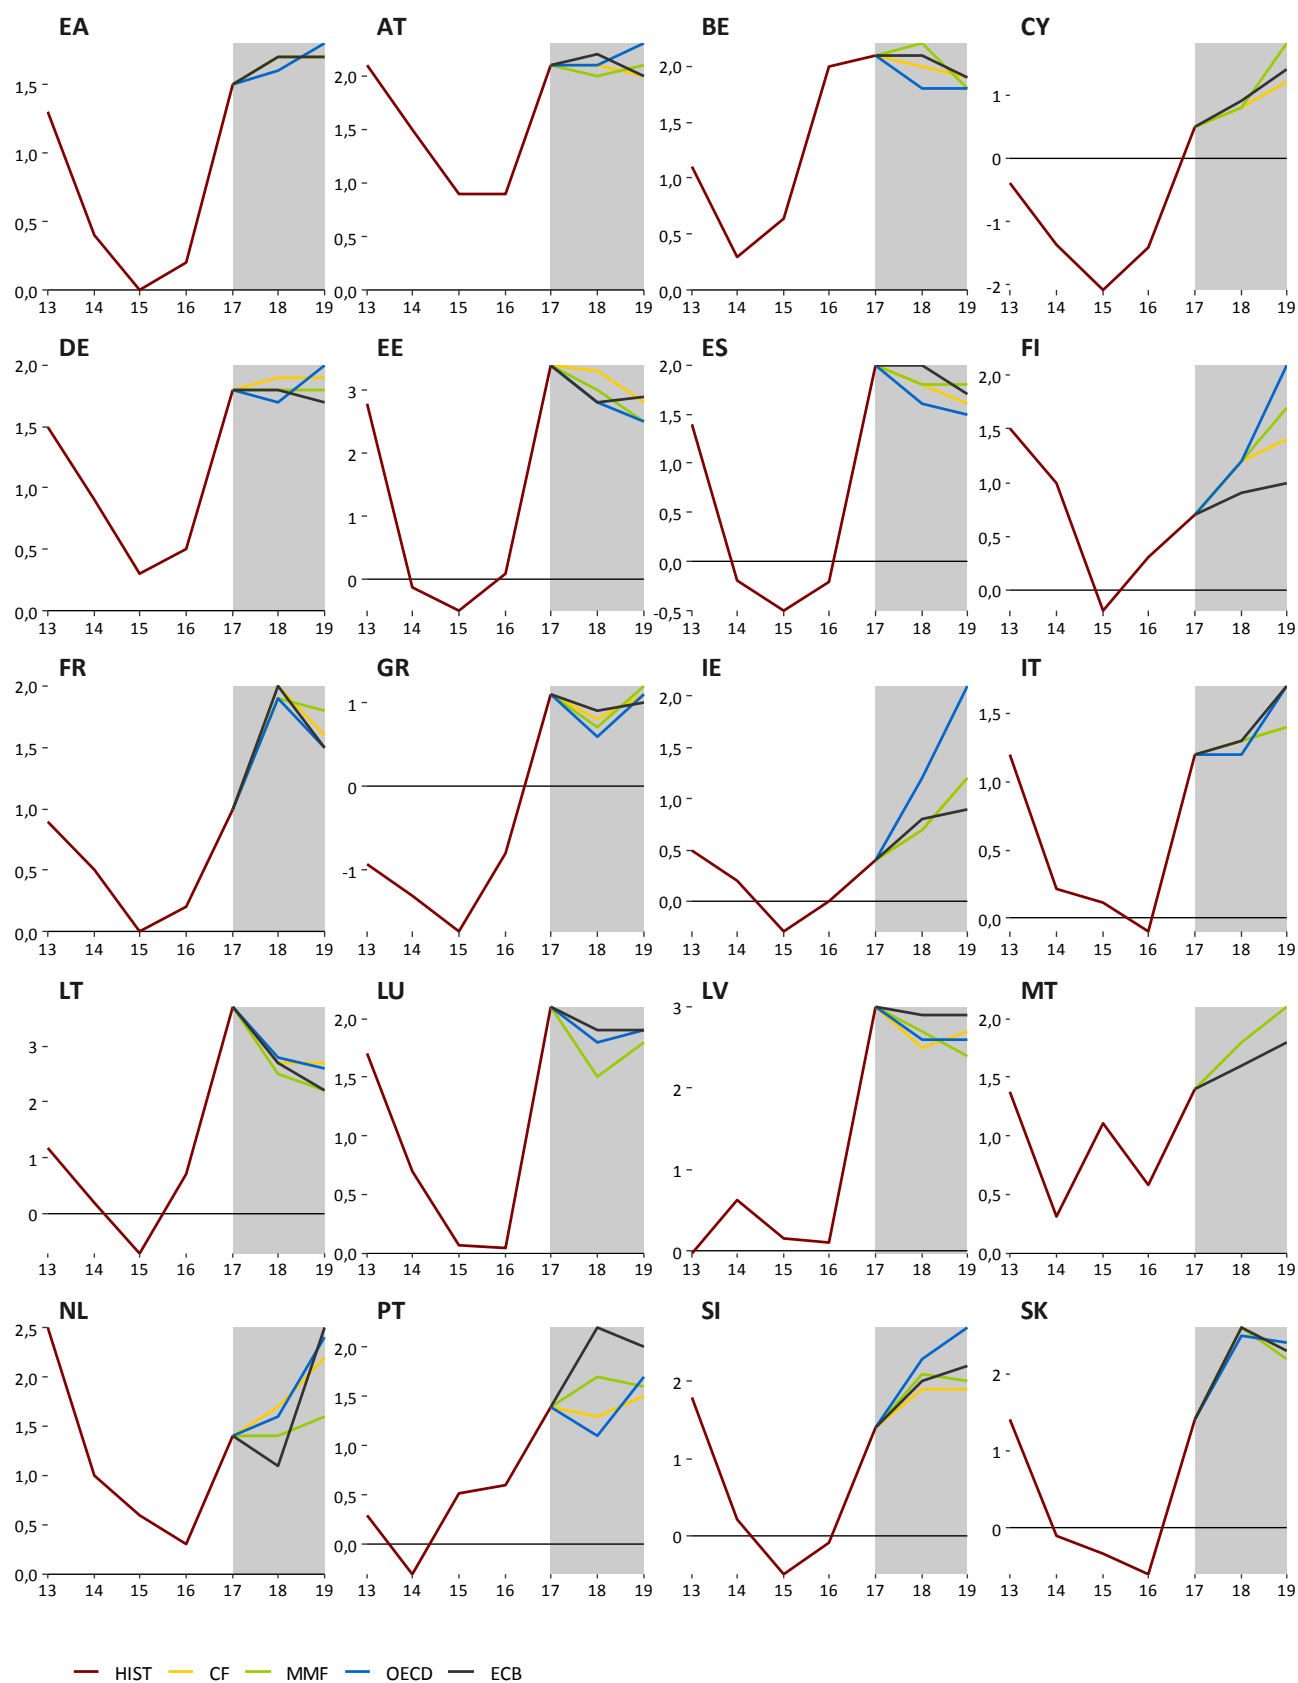 EA AT BE CY
1,5 2,0 2,0 1
1,0 1,5 1,5 0
0,5 1,0 1,0 -1
0,0 0,5 0,5 -2
0,0 0,0
13 14 15 16 17 18 19 13 14 15 16 17 18 19 13 14 15 16 17 18 19 13 14 15 16 17 18 19
DE EE ES FI
2,0 3 2,0 2,0
1,5 2 1,5 1,5
1,0 1 1,0 1,0
0,5 0 0,5 0,5
0,0 0,0 0,0
-0,5
13 14 15 16 17 18 19 13 14 15 16 17 18 19 13 14 15 16 17 18 19 13 14 15 16 17 18 19
FR GR IE IT
2,0 1 2,0 1,5
1,5 0 1,5 1,0
1,0 -1 1,0 0,5
0,5 0,5 0,0
0,0 0,0
13 14 15 16 17 18 19 13 14 15 16 17 18 19 13 14 15 16 17 18 19 13 14 15 16 17 18 19
LT LU LV MT
3 2,0 3 2,0
2 1,5 2 1,5
1 1,0 1 1,0
0 0,5 0 0,5
0,0 0,0
13 14 15 16 17 18 19 13 14 15 16 17 18 19 13 14 15 16 17 18 19 13 14 15 16 17 18 19
NL PT SI SK
2,5 2,0 2 2
2,0 1,5 1 1
1,5 1,0 0 0
1,0 0,5
0,5 0,0
0,0
13 14 15 16 17 18 19 13 14 15 16 17 18 19 13 14 15 16 17 18 19 13 14 15 16 17 18 19
HIST CF MMF OECD ECB